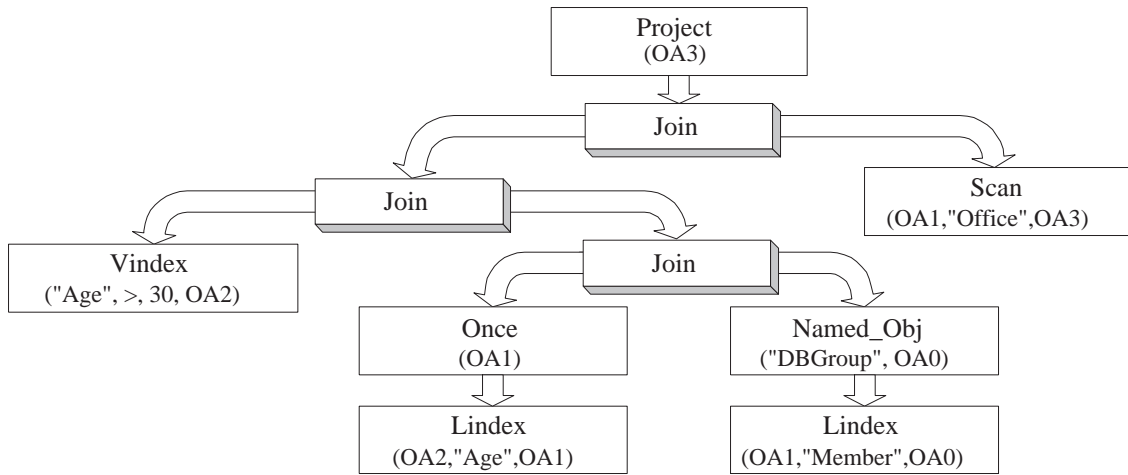 Project
(OA3)
Join
Join
Scan
(OA1,"Office",OA3)
Vindex
("Age", >, 30, OA2)
Join
Once
(OA1)
Named_Obj
("DBGroup", OA0)
Lindex
(OA2,"Age",OA1)
Lindex
(OA1,"Member",OA0)